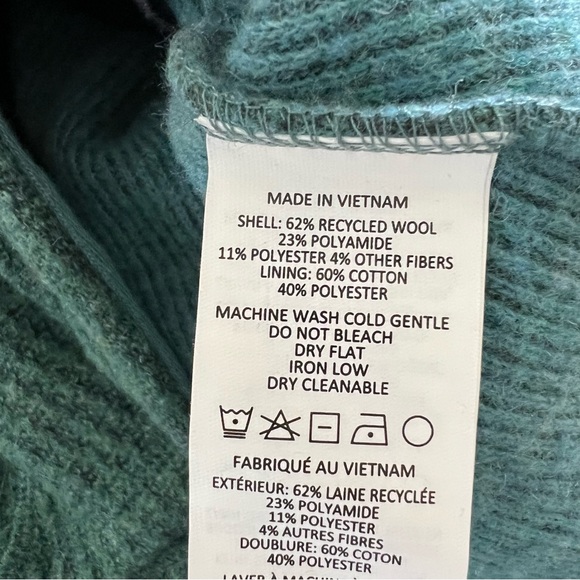 MADE IN VIETNAM
SHELL: 62% RECYCLED WOOL
23% POLYAMIDE
11% POLYESTER 4% OTHER FIBERS
LINING: 60% COTTON
40% POLYESTER
MACHINE WASH COLD GENTLE
DO NOT BLEACH
DRY FLAT
IRON LOW
DRY CLEANABLE
FABRIQUÉ AU VIETNAM
EXTÉRIEUR: 62% LAINE RECYCLÉE
23% POLYAMIDE
11% POLYESTER
4% AUTRES FIBRES
DOUBLURE: 60% COTON
40% POLYESTER
LAVER À MACHINE À